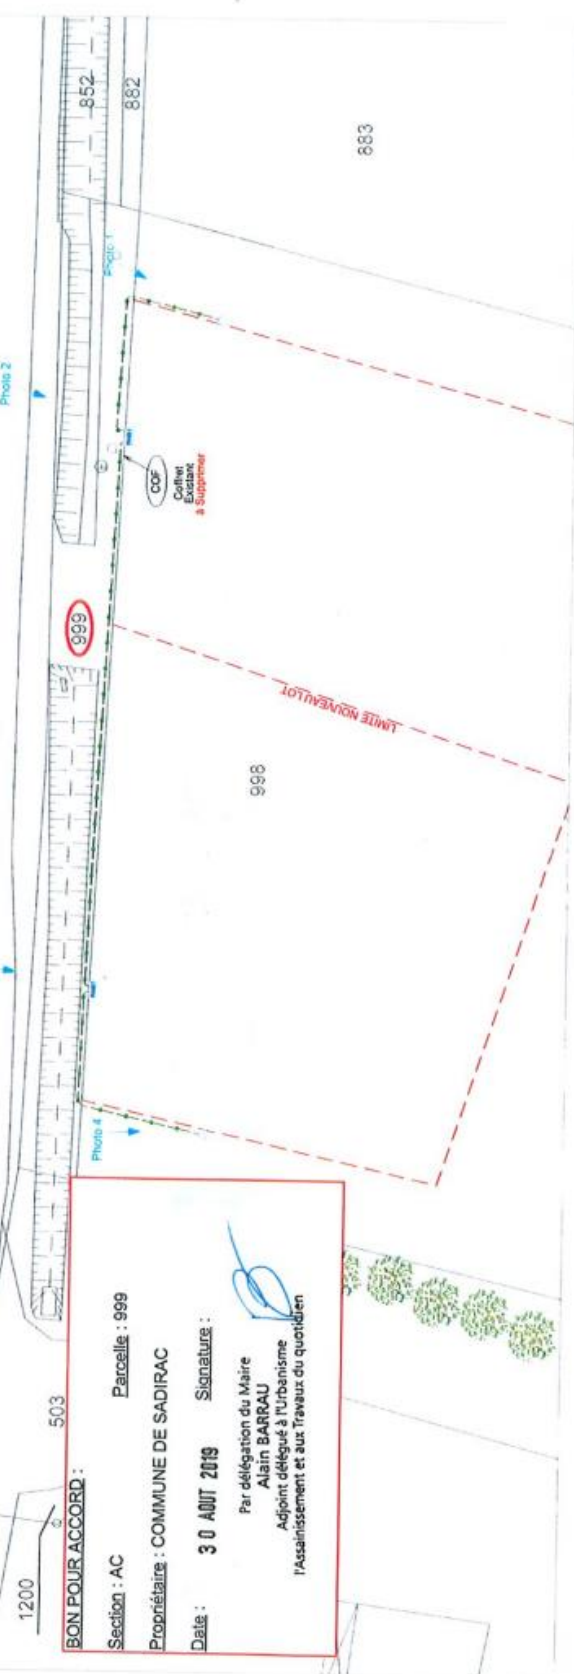 852
882
883
Photo 1
Photo 2
COF
Coffret
Existant
à Supprimer
999
LIMITE NOUVEAU LOT
998
Photo 4
503
1200
BON POUR ACCORD :
Section : AC
Parcelle : 999
Propriétaire : COMMUNE DE SADIRAC
Date :
30 AOUT 2019
Signature :
Par délégation du Maire
Alain BARRAU
Adjoint délégué à l'Urbanisme
l'Assainissement et aux Travaux du quotidien